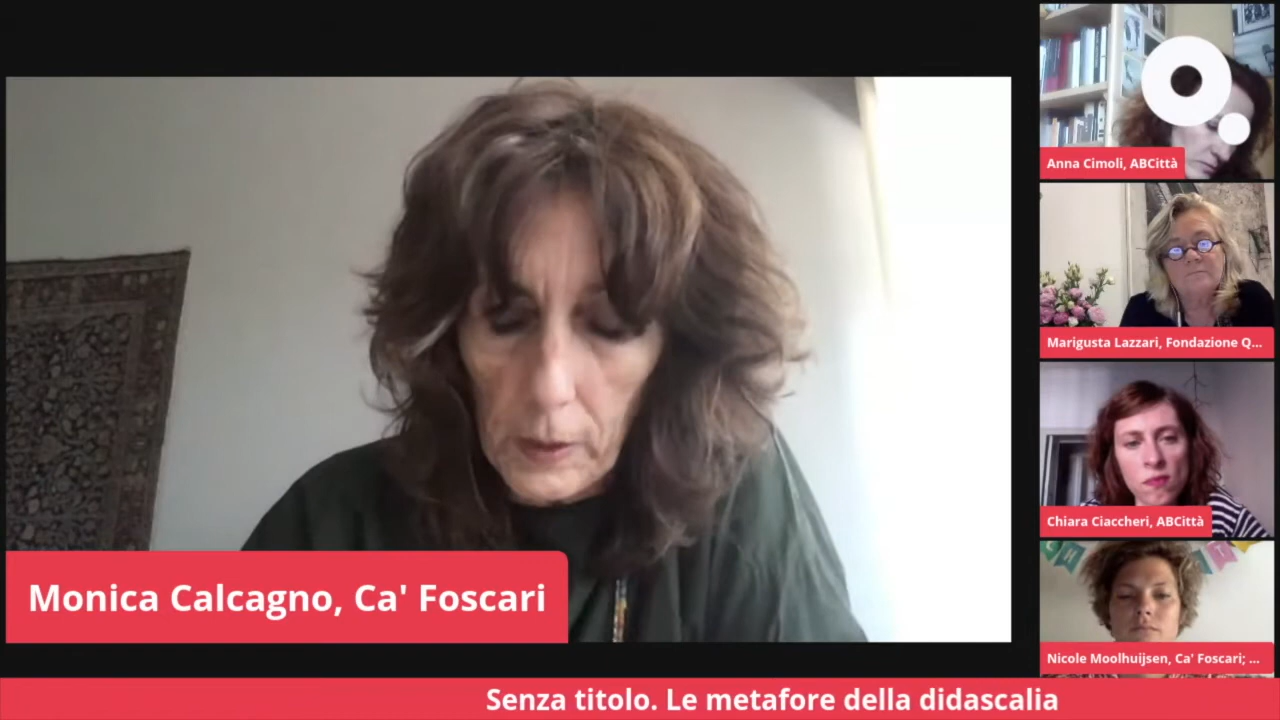 Monica Calcagno, Ca' Foscari
Anna Cimoli, ABCittà
Marigusta Lazzari, Fondazione Q...
Chiara Ciaccheri, ABCittà
Nicole Moolhuijsen, Ca' Foscari; ...
Senza titolo. Le metafore della didascalia